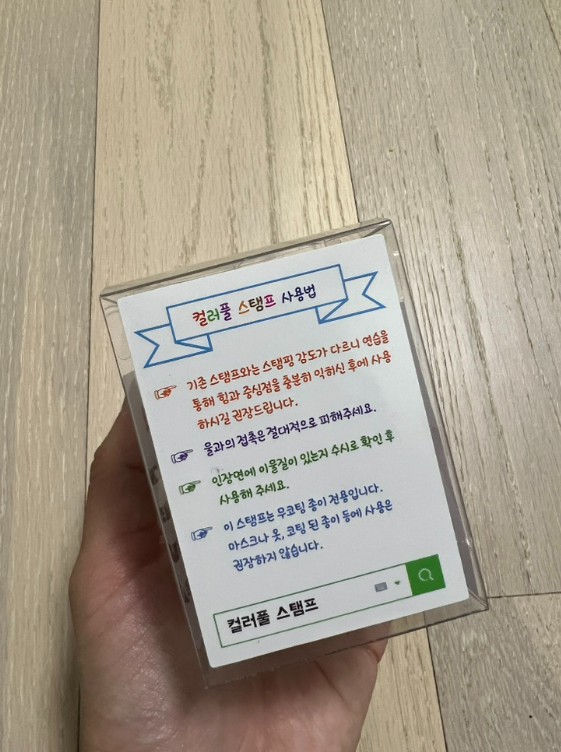 컬러풀 스탬프 사용법
기존 스탬프와는 스탬핑 감도가 다르니 연습을
통해 힘과 중심점을 충분히 익히신 후에 사용
하시길 권장드립니다.
물과의 접촉은 절대적으로 피해주세요.
인장면에 이물질이 있는지 수시로 확인 후
사용해 주세요.
이 스탬프는 무코팅 종이 전용입니다.
마스크나 옷, 코팅 된 종이 등에 사용은
권장하지 않습니다.
컬러풀 스탬프